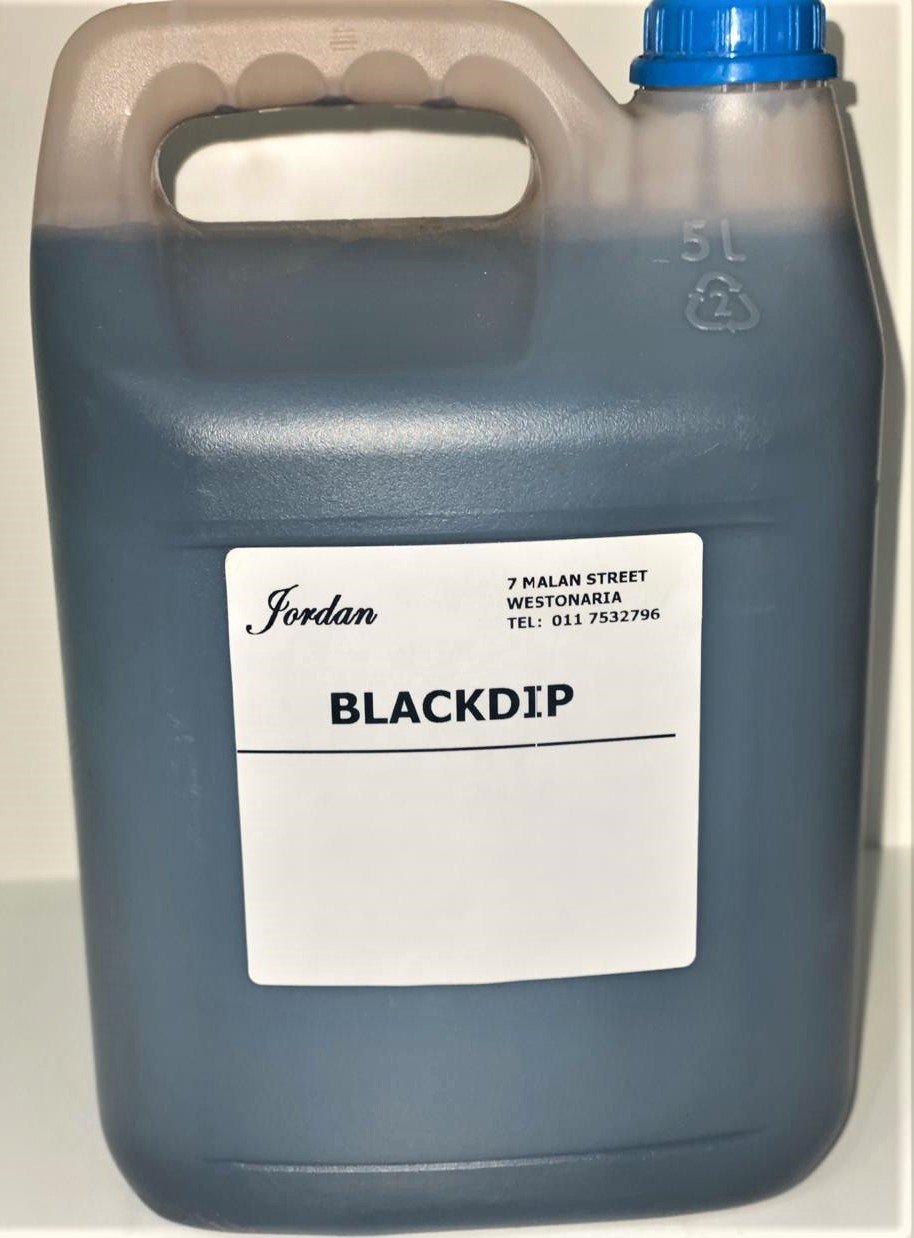 5L
2
Jordan
7 MALAN STREET
WESTONARIA
TEL: 011 7532796
BLACKDIP